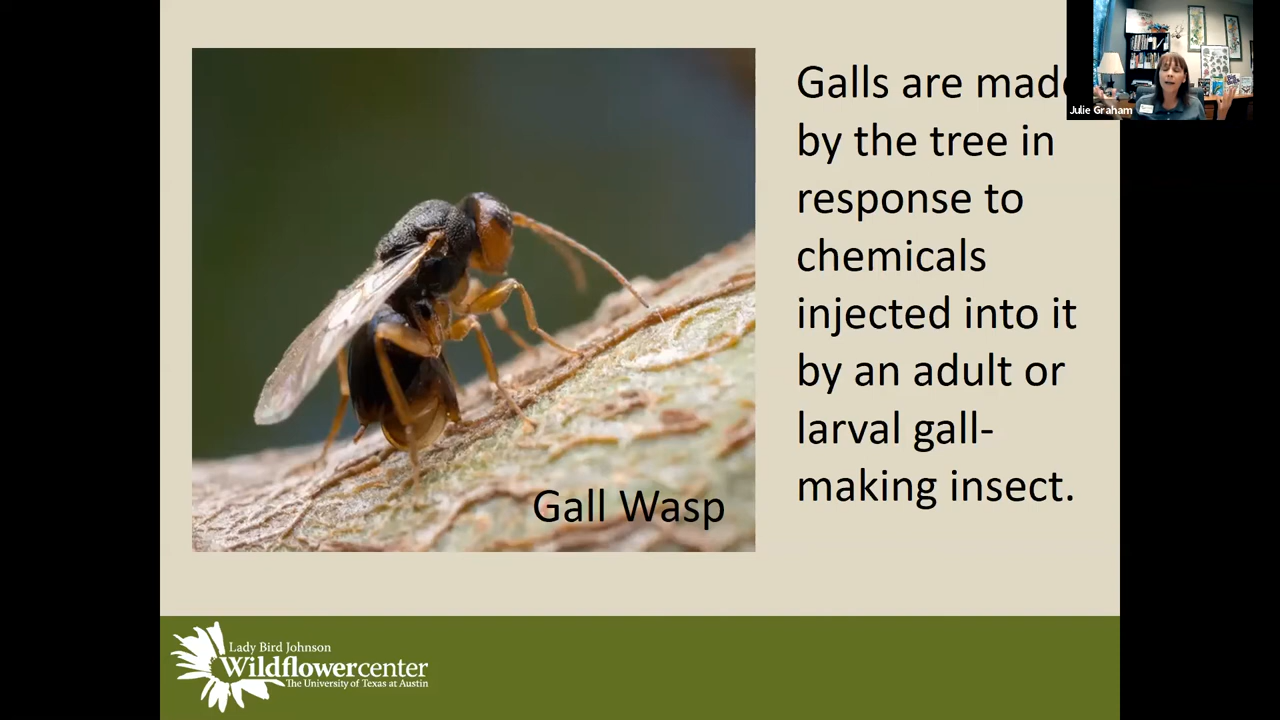 Galls are made
by the tree in
response to
chemicals
injected into it
by an adult or
larval gall-
making insect.
Gall Wasp
Julie Graham
Lady Bird Johnson
Wildflowercenter
The University of Texas at Austin